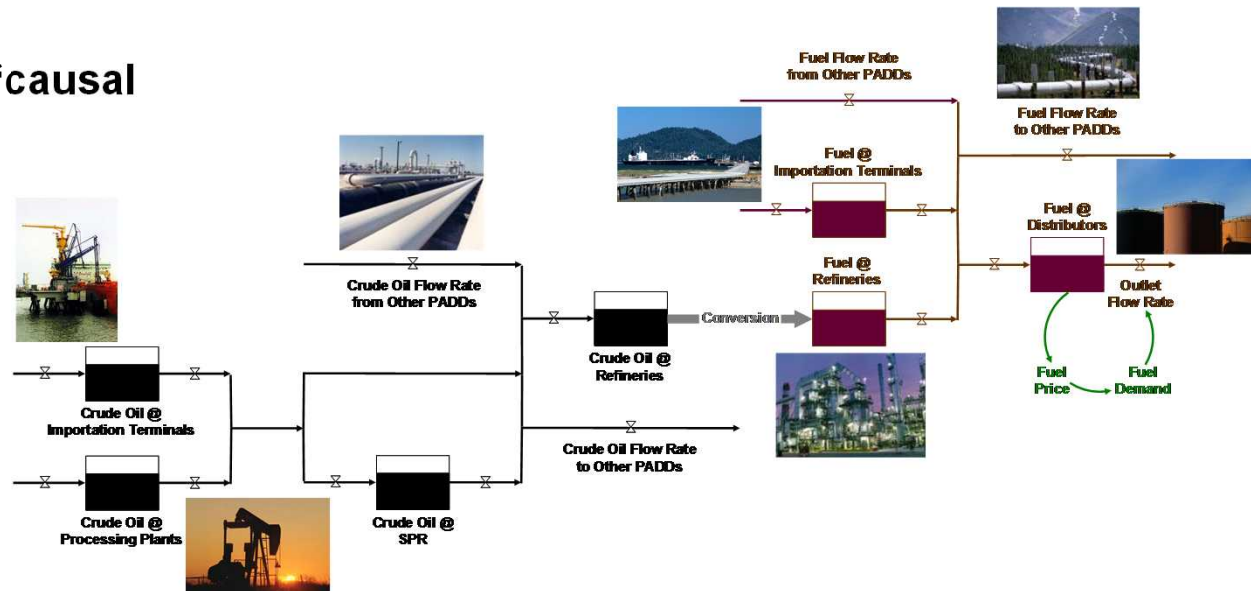 ‘causal
Fuel Flow Rate
from Other PADDs
Fuel Flow Rate
to Other PADDs
Fuel @
Importation Terminals
Fuel @
Distributors
Crude Oil Flow Rate
from Other PADDs
Fuel @
Refineries
Outlet
Flow Rate
Conversion
Crude Oil @
Refineries
Fuel
Price
Fuel
Demand
Crude Oil @
Importation Terminals
Crude Oil Flow Rate
to Other PADDs
Crude Oil @
Processing Plants
Crude Oil @
SPR